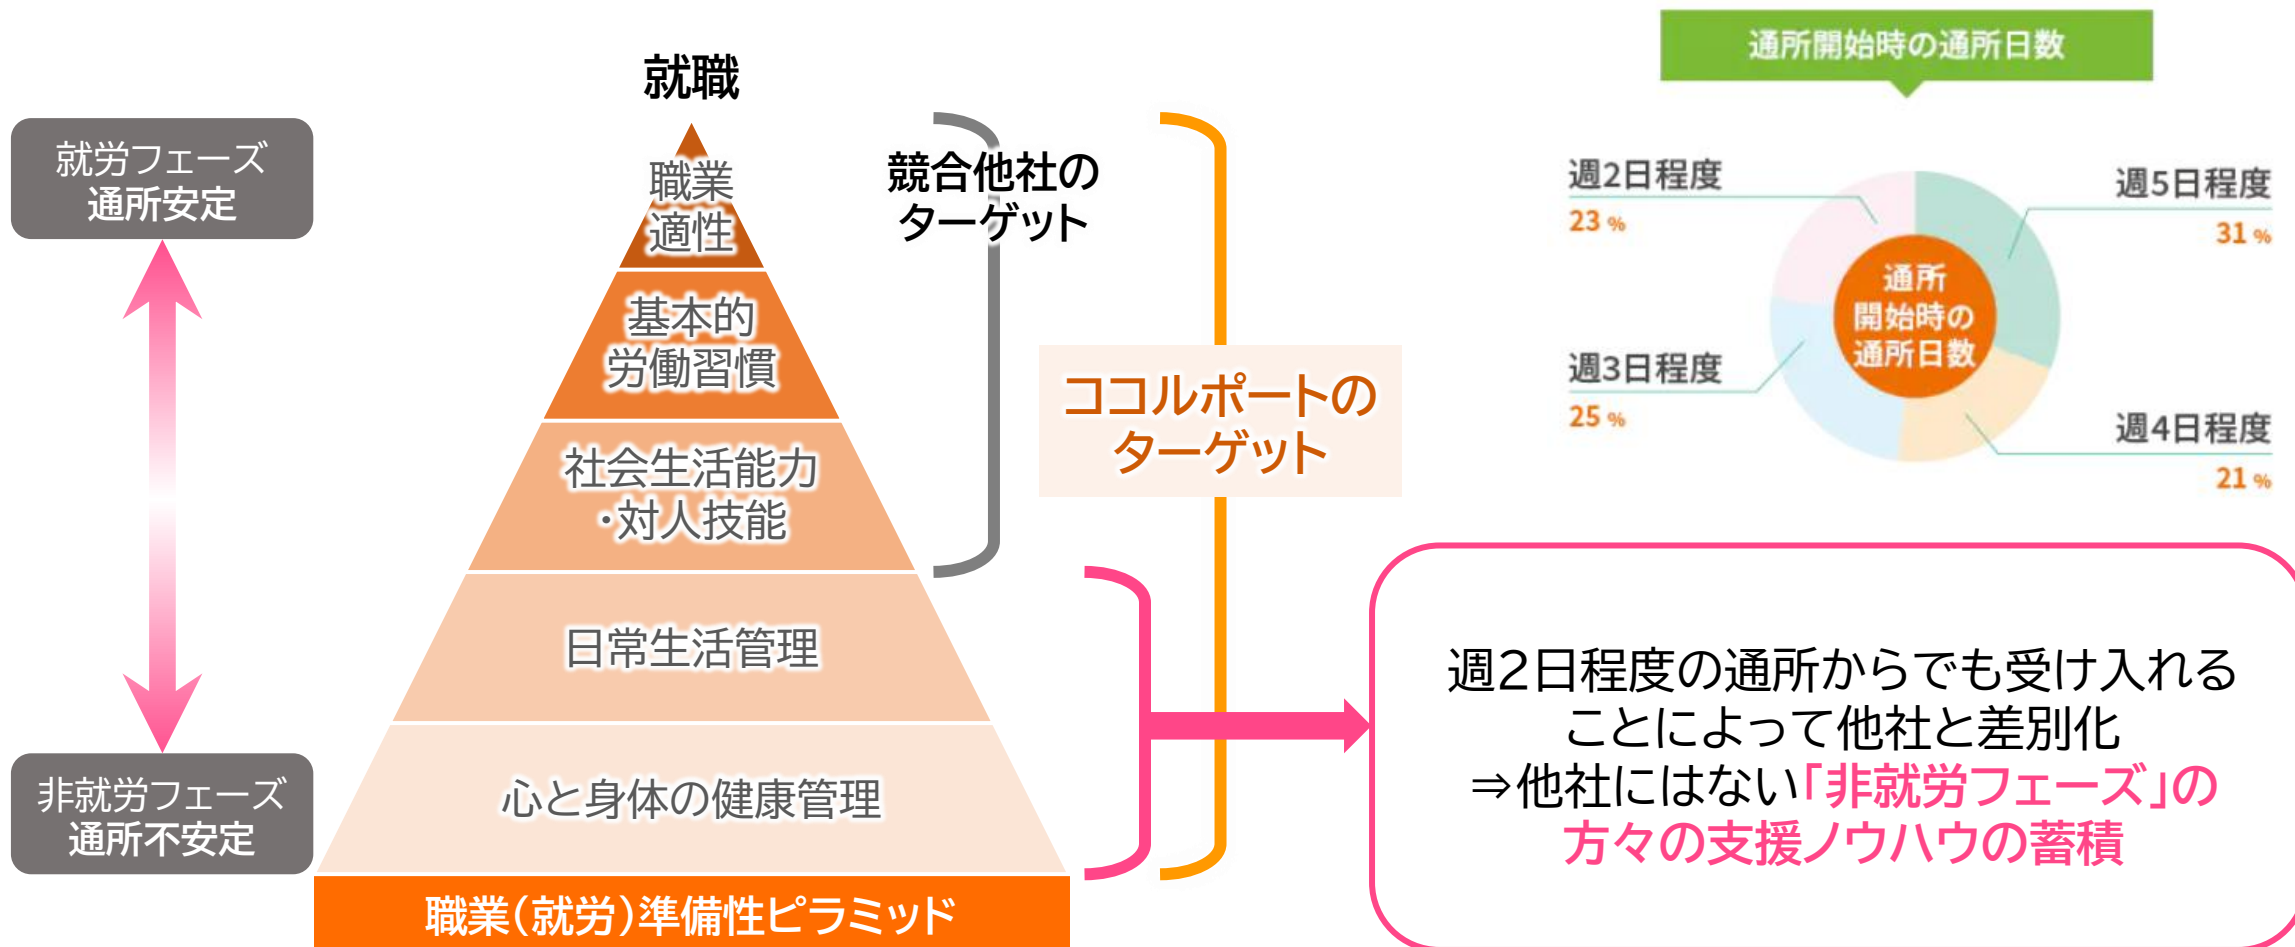 就職
就労フェーズ
通所安定
非就労フェーズ
通所不安定
職業
適性
基本的
労働習慣
社会生活能力
・対人技能
日常生活管理
心と身体の健康管理
職業(就労)準備性ピラミッド
競合他社の
ターゲット
ココルポートの
ターゲット
通所開始時の通所日数
週2日程度
23 %
週5日程度
31 %
週3日程度
25 %
週4日程度
21 %
通所
開始時の
通所日数
週2日程度の通所からでも受け入れる
ことによって他社と差別化
⇒他社にはない「非就労フェーズ」の
方々の支援ノウハウの蓄積